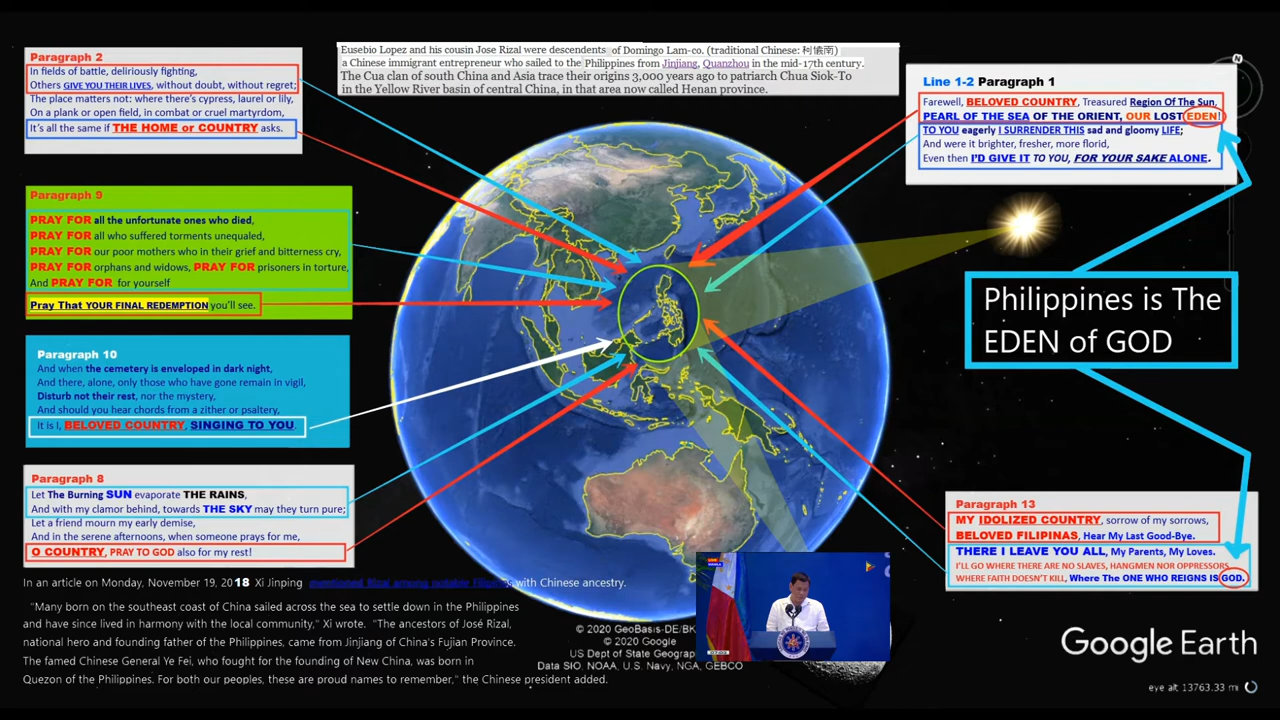 Eusebio Lopez and his cousin Jose Rizal were descendents of Domingo Lam-co. (traditional Chinese: 柯儀南)
a Chinese immigrant entrepreneur who sailed to the Philippines from Jinjiang, Quanzhou in the mid-17th century.
The Cua clan of south China and Asia trace their origins 3,000 years ago to patriarch Chua Siok-To
in the Yellow River basin of central China, in that area now called Henan province.
Paragraph 2
In fields of battle, deliriously fighting,
Others GIVE YOU THEIR LIVES, without doubt, without regret;
The place matters not: where there's cypress, laurel or lily,
On a plank or open field, in combat or cruel martyrdom,
It's all the same if THE HOME or COUNTRY asks.
Paragraph 9
PRAY FOR all the unfortunate ones who died,
PRAY FOR all who suffered torments unequaled,
PRAY FOR our poor mothers who in their grief and bitterness cry,
PRAY FOR orphans and widows, PRAY FOR prisoners in torture,
And PRAY FOR for yourself
Pray That YOUR FINAL REDEMPTION you'll see.
Paragraph 10
And when the cemetery is enveloped in dark night,
And there, alone, only those who have gone remain in vigil,
Disturb not their rest, nor the mystery,
And should you hear chords from a zither or psaltery,
It is I, BELOVED COUNTRY, SINGING TO YOU.
Paragraph 8
Let The Burning SUN evaporate THE RAINS,
And with my clamor behind, towards THE SKY may they turn pure;
Let a friend mourn my early demise,
And in the serene afternoons, when someone prays for me,
O COUNTRY, PRAY TO GOD also for my rest!
Line 1-2 Paragraph 1
Farewell, BELOVED COUNTRY, Treasured Region Of The Sun,
PEARL OF THE SEA OF THE ORIENT, OUR LOST EDEN!
TO YOU eagerly I SURRENDER THIS sad and gloomy LIFE;
And were it brighter, fresher, more florid,
Even then I'D GIVE IT TO YOU, FOR YOUR SAKE ALONE.
N
Philippines is The
EDEN of GOD
Paragraph 13
MY IDOLIZED COUNTRY, sorrow of my sorrows,
BELOVED FILIPINAS, Hear My Last Good-Bye.
THERE I LEAVE YOU ALL, My Parents, My Loves.
I'LL GO WHERE THERE ARE NO SLAVES, HANGMEN NOR OPPRESSORS,
WHERE FAITH DOESN'T KILL, Where The ONE WHO REIGNS IS GOD.
In an article on Monday, November 19, 2018 Xi Jinping mentioned Rizal among notable Filipinos with Chinese ancestry.
"Many born on the southeast coast of China sailed across the sea to settle down in the Philippines
and have since lived in harmony with the local community," Xi wrote. "The ancestors of José Rizal,
national hero and founding father of the Philippines, came from Jinjiang of China's Fujian Province.
The famed Chinese General Ye Fei, who fought for the founding of New China, was born in
Quezon of the Philippines. For both our peoples, these are proud names to remember," the Chinese president added.
© 2020 GeoBasis-DE/BK
© 2020 Google
US Dept of State Geograp
Data SIO, NOAA, U.S. Navy, NGA, GEBCO
Google Earth
eye alt 13763.33 mi